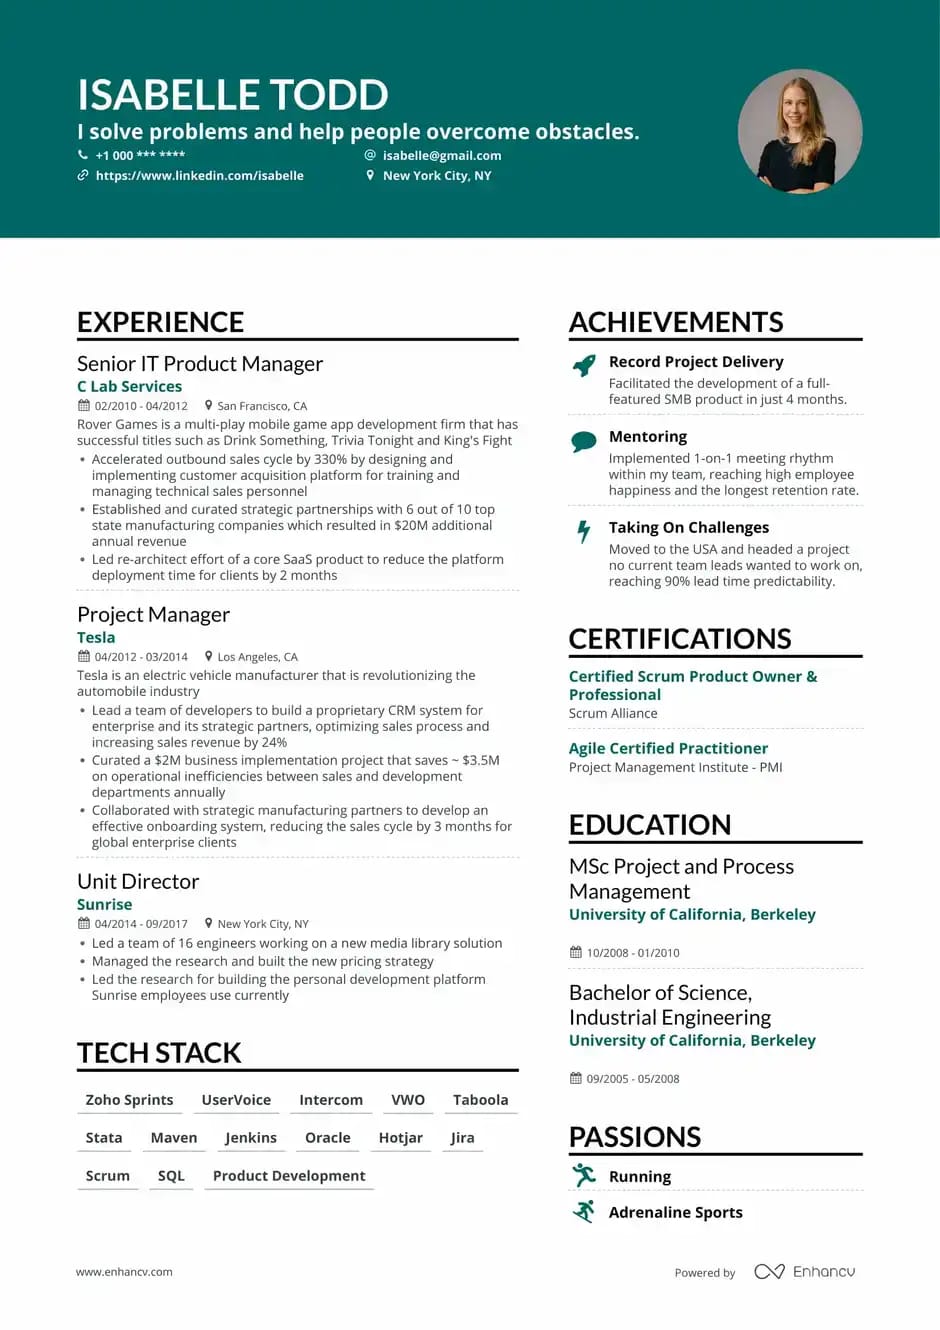 ISABELLE TODD
I solve problems and help people overcome obstacles.
+1 000 *** ****
isabelle@gmail.com
https://www.linkedin.com/isabelle
New York City, NY
EXPERIENCE
Senior IT Product Manager
C Lab Services
02/2010 - 04/2012 San Francisco, CA
Rover Games is a multi-play mobile game app development firm that has
successful titles such as Drink Something, Trivia Tonight and King's Fight
• Accelerated outbound sales cycle by 330% by designing and
implementing customer acquisition platform for training and
managing technical sales personnel
• Established and curated strategic partnerships with 6 out of 10 top
state manufacturing companies which resulted in $20M additional
annual revenue
• Led re-architect effort of a core SaaS product to reduce the platform
deployment time for clients by 2 months
Project Manager
Tesla
04/2012 - 03/2014 Los Angeles, CA
Tesla is an electric vehicle manufacturer that is revolutionizing the
automobile industry
• Lead a team of developers to build a proprietary CRM system for
enterprise and its strategic partners, optimizing sales process and
increasing sales revenue by 24%
• Curated a $2M business implementation project that saves ~ $3.5M
on operational inefficiencies between sales and development
departments annually
• Collaborated with strategic manufacturing partners to develop an
effective onboarding system, reducing the sales cycle by 3 months for
global enterprise clients
Unit Director
Sunrise
04/2014 - 09/2017 New York City, NY
• Led a team of 16 engineers working on a new media library solution
• Managed the research and built the new pricing strategy
• Led the research for building the personal development platform
Sunrise employees use currently
TECH STACK
Zoho Sprints UserVoice Intercom VWO Taboola
Stata Maven Jenkins Oracle Hotjar Jira
Scrum SQL Product Development
ACHIEVEMENTS
Record Project Delivery
Facilitated the development of a full-
featured SMB product in just 4 months.
Mentoring
Implemented 1-on-1 meeting rhythm
within my team, reaching high employee
happiness and the longest retention rate.
Taking On Challenges
Moved to the USA and headed a project
no current team leads wanted to work on,
reaching 90% lead time predictability.
CERTIFICATIONS
Certified Scrum Product Owner &
Professional
Scrum Alliance
Agile Certified Practitioner
Project Management Institute - PMI
EDUCATION
MSc Project and Process
Management
University of California, Berkeley
10/2008 - 01/2010
Bachelor of Science,
Industrial Engineering
University of California, Berkeley
09/2005 - 05/2008
PASSIONS
Running
Adrenaline Sports
www.enhancv.com
Powered by Enhancv